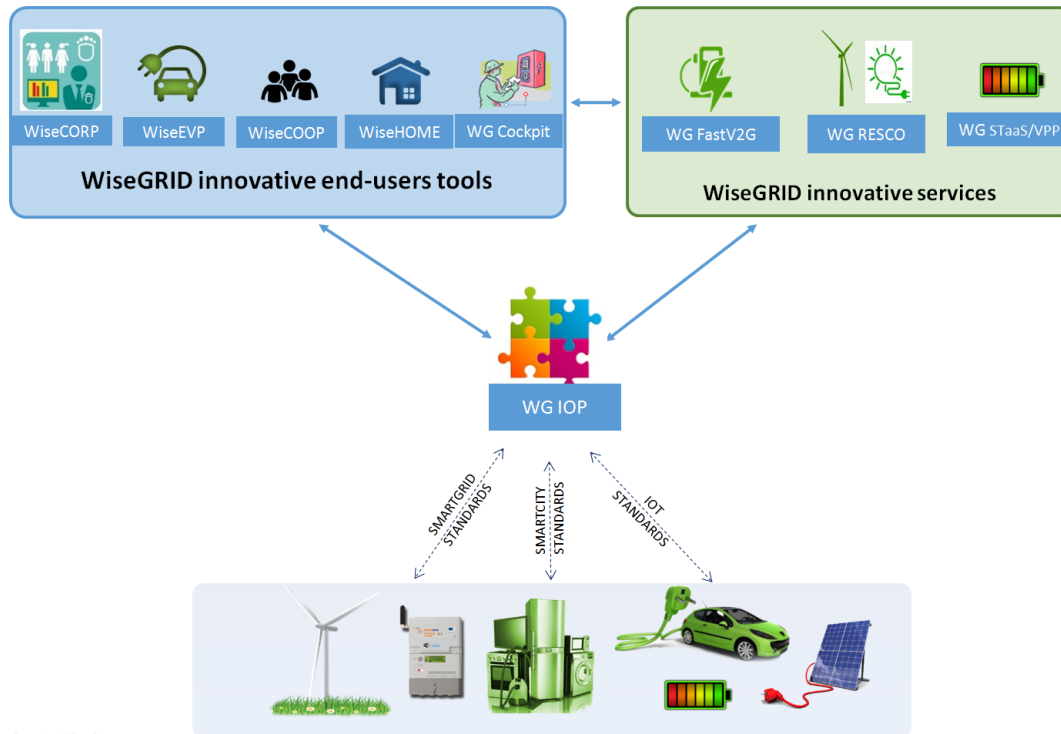 WiseCORP
WiseEVP
WiseCOOP
WiseHOME
WG Cockpit
WiseGRID innovative end-users tools
WG FastV2G
WG RESCO
WG STaaS/VPP
WiseGRID innovative services
WG IOP
SMARTGRID
STANDARDS
SMARTCITY
STANDARDS
IOT
STANDARDS